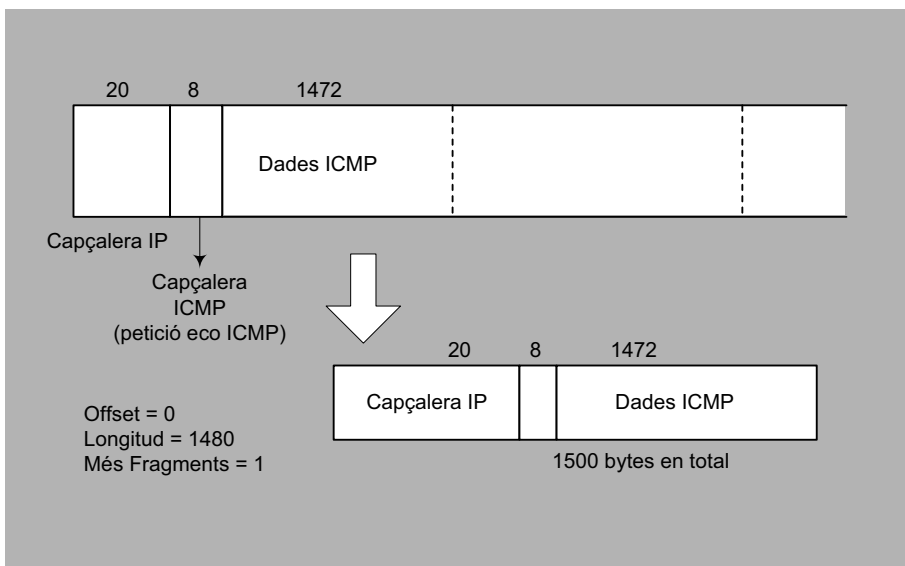 20 8 1472
Dades ICMP
Capçalera IP
Capçalera
ICMP
(petició eco ICMP)
20 8 1472
Capçalera IP Dades ICMP
Offset = 0
Longitud = 1480
Més Fragments = 1
1500 bytes en total